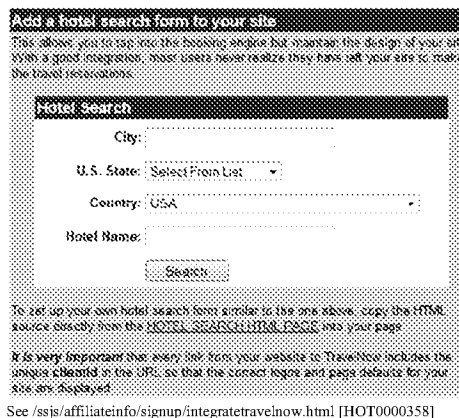 Add a hotel search form to your site
This allows you to tap into the booking engine but maintain the design of your sit
With a good integration, most users never realize they have left your site to mak
the travel reservations.
Hotel Search
City:
U.S. State: Select From List
Country: USA
Hotel Name:
Search
To set up your own hotel search form similar to the one above, copy the HTML
source directly from the HOTEL SEARCH HTML PAGE into your page
It is very important that every link from your website to TravelNow includes the
unique clientId in the URL so that the correct logos and page defaults for your
site are displayed
See /ssjs/affiliateinfo/signup/integratetravelnow.html [HOT0000358]